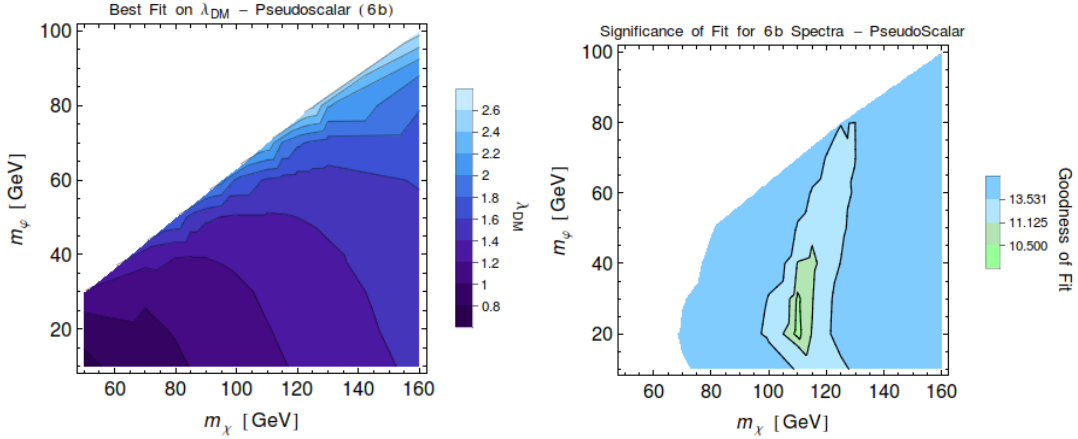 Best Fit on λDM – Pseudoscalar (6b)
mφ [GeV]
100
80
60
40
20
60 80 100 120 140 160
mχ [GeV]
2.6
2.4
2.2
2
1.8
1.6
1.4
1.2
1
0.8
λDM
Significance of Fit for 6b Spectra – PseudoScalar
mφ [GeV]
100
80
60
40
20
60 80 100 120 140 160
mχ [GeV]
13.531
11.125
10.500
Goodness of Fit